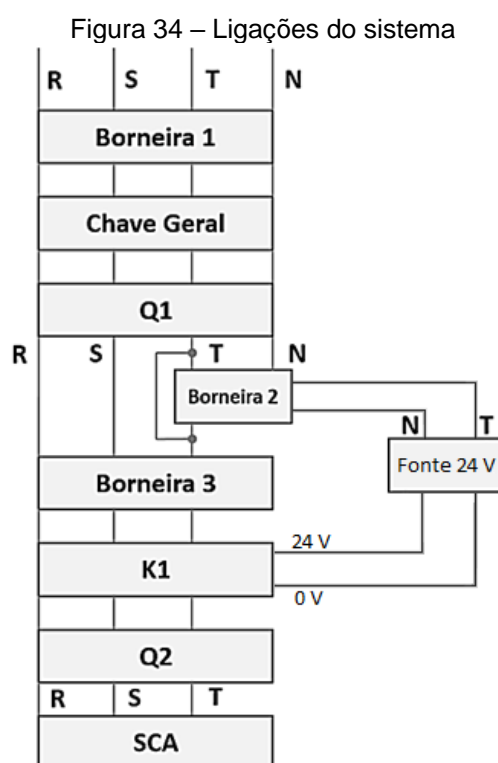 Figura 34 – Ligações do sistema
R S T N
Borneira 1
Chave Geral
Q1
R S T N
Borneira 2
N T
Fonte 24 V
Borneira 3
24 V
K1
0 V
Q2
R S T
SCA